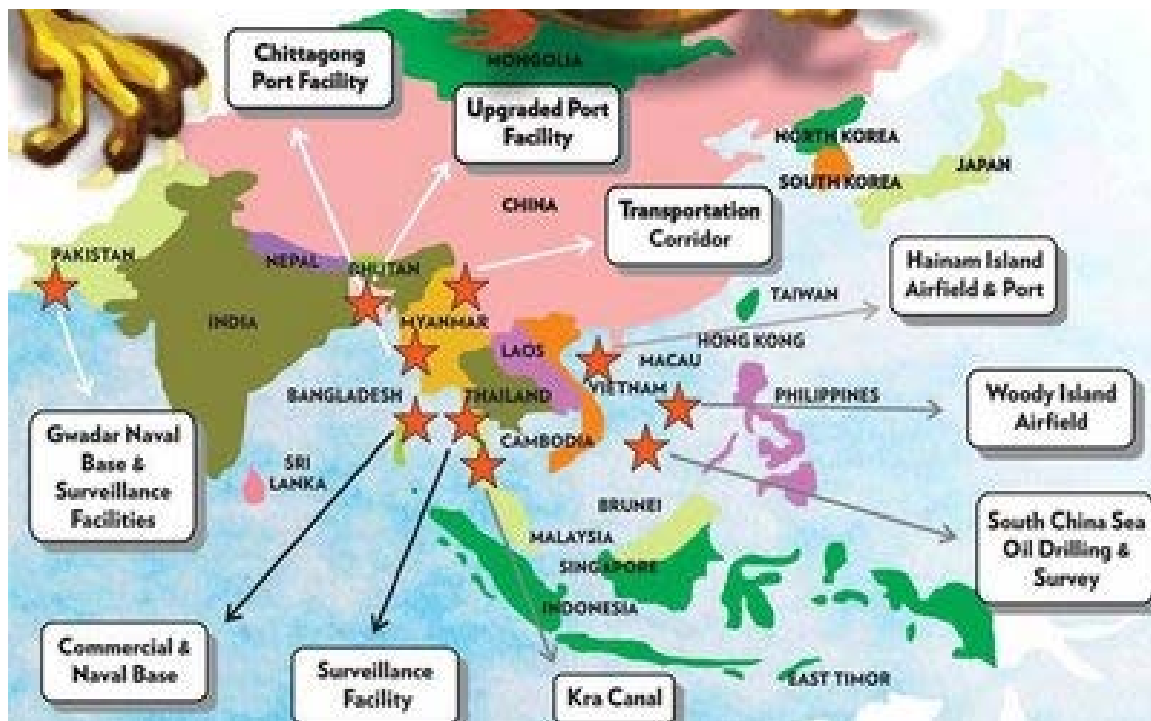 Chittagong
Port Facility
MONGOLIA
Upgraded Port
Facility
NORTH KOREA
JAPAN
SOUTH KOREA
CHINA
Transportation
Corridor
PAKISTAN
NEPAL
BHUTAN
Hainam Island
Airfield & Port
TAIWAN
INDIA
MYANMAR
HONG KONG
LAOS
MACAU
BANGLADESH
THAILAND
VIETNAM
PHILIPPINES
Woody Island
Airfield
CAMBODIA
Gwadar Naval
Base &
Surveillance
Facilities
SRI
LANKA
BRUNEI
MALAYSIA
South China Sea
Oil Drilling &
Survey
SINGAPORE
INDONESIA
Commercial &
Naval Base
Surveillance
Facility
Kra Canal
EAST TIMOR